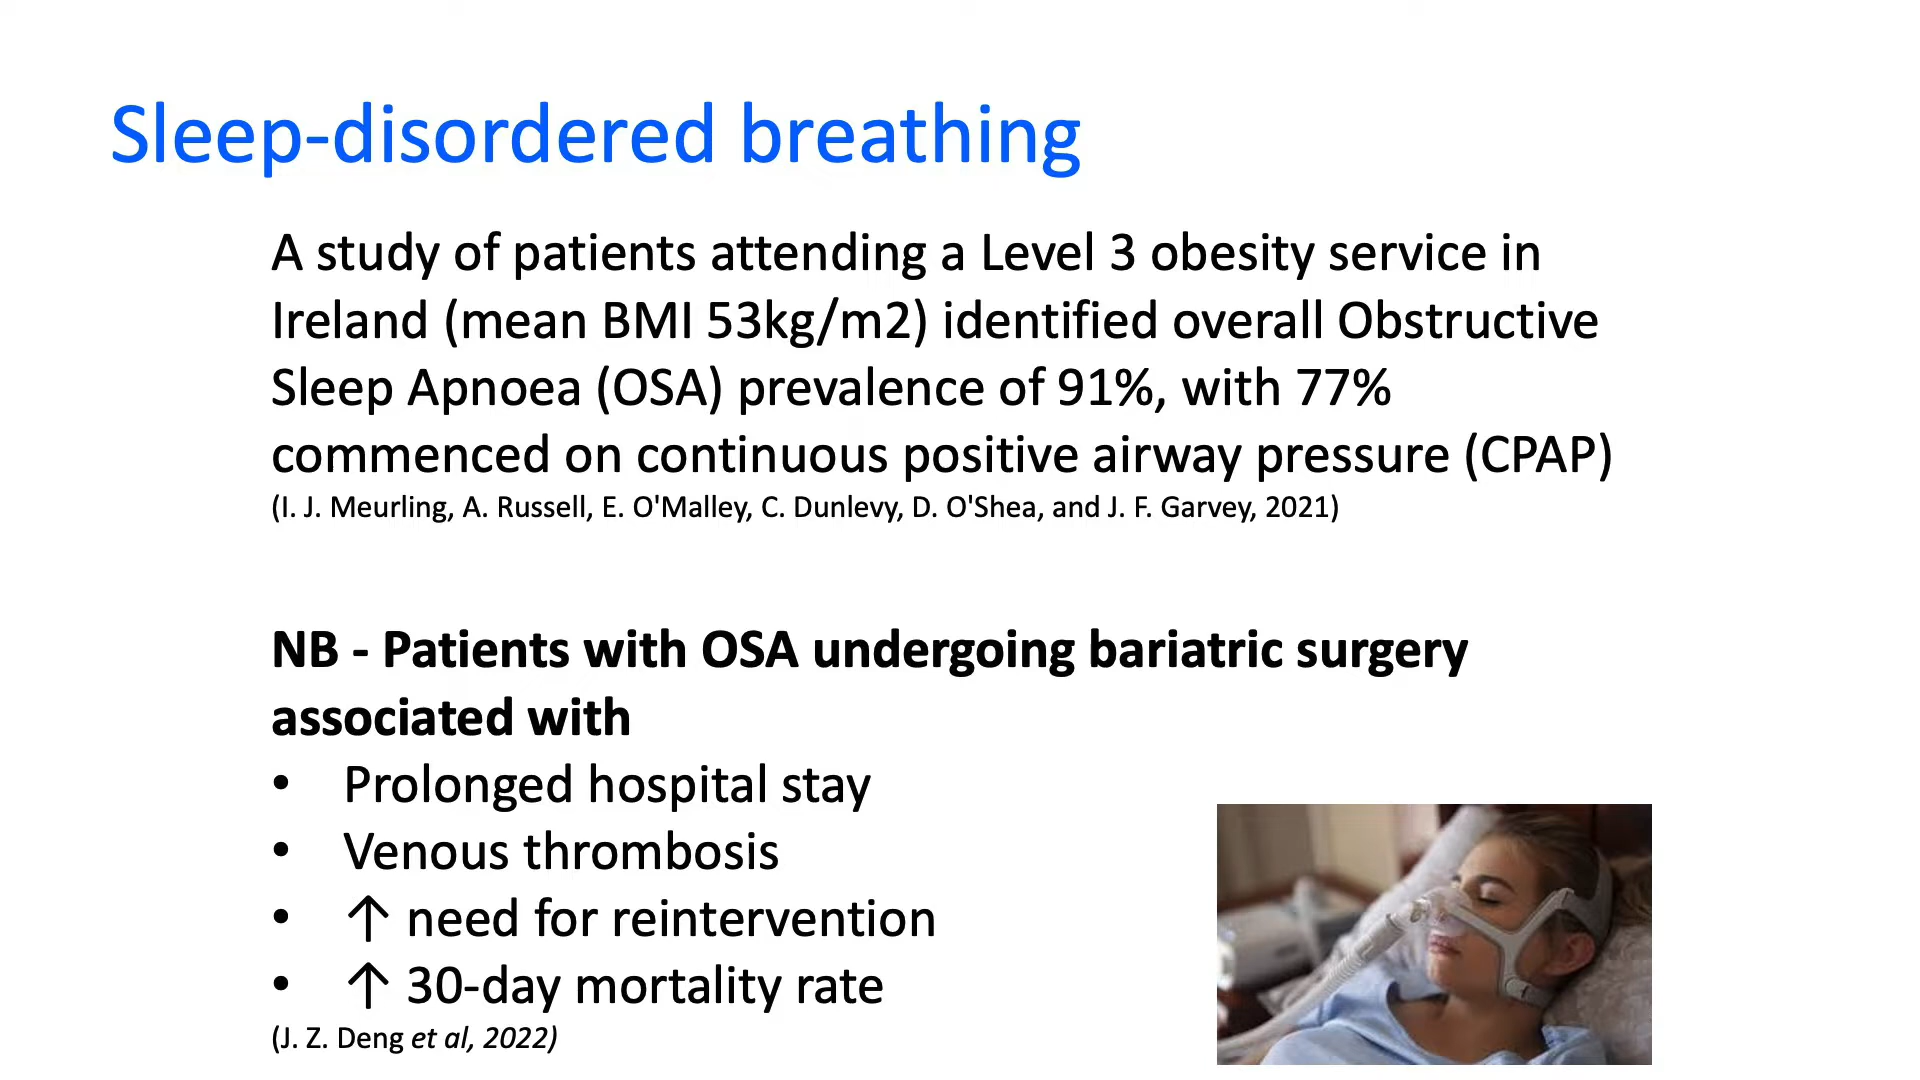 Sleep-disordered breathing
A study of patients attending a Level 3 obesity service in
Ireland (mean BMI 53kg/m2) identified overall Obstructive
Sleep Apnoea (OSA) prevalence of 91%, with 77%
commenced on continuous positive airway pressure (CPAP)
(I. J. Meurling, A. Russell, E. O'Malley, C. Dunlevy, D. O'Shea, and J. F. Garvey, 2021)
NB - Patients with OSA undergoing bariatric surgery
associated with
• Prolonged hospital stay
• Venous thrombosis
• ↑ need for reintervention
• ↑ 30-day mortality rate
(J. Z. Deng et al, 2022)